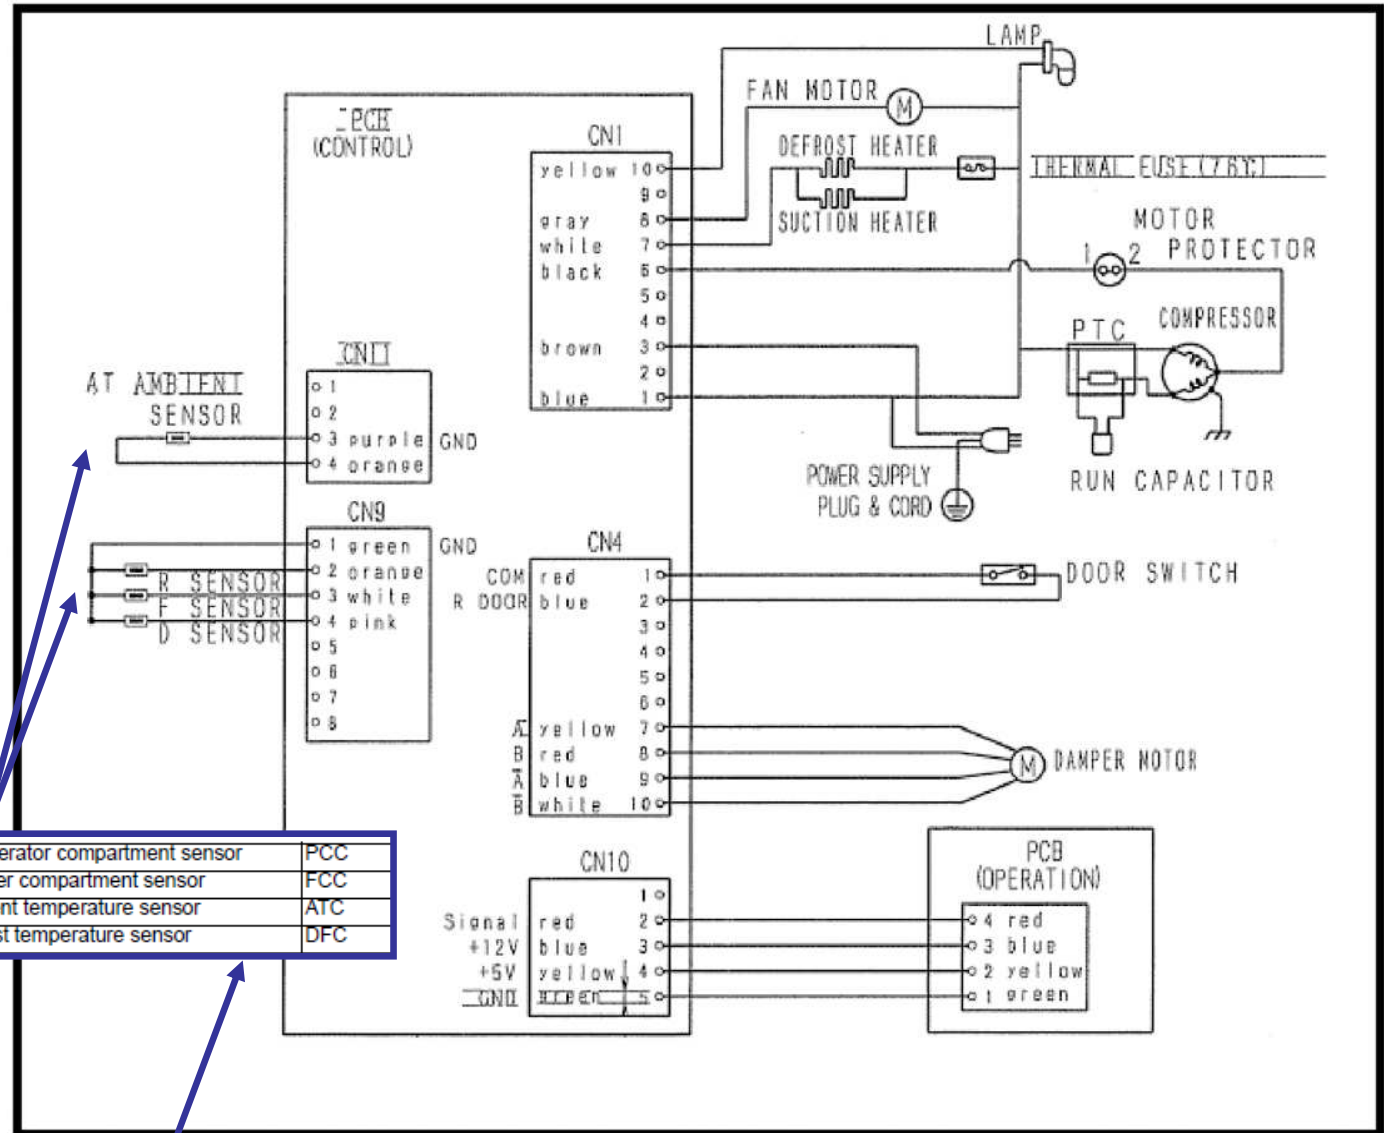 LAMP
FAN MOTOR
M
PCB
(CONTROL)
CN1
DEFROST HEATER
THERMAL FUSE (76℃)
SUCTION HEATER
yellow 10
9
gray 8
white 7
black 6
5
4
brown 3
2
blue 1
MOTOR
1 2 PROTECTOR
COMPRESSOR
PTC
RUN CAPACITOR
POWER SUPPLY
PLUG & CORD
AT AMBIENT
SENSOR
CN11
1
2
3 purple GND
4 orange
CN9
1 green GND
2 orange
R SENSOR
3 white
F SENSOR
4 pink
D SENSOR
5
6
7
8
CN4
COM red 1
R DOOR blue 2
3
4
5
6
A yellow 7
B red 8
A̅ blue 9
B̅ white 10
DOOR SWITCH
M DAMPER MOTOR
erator compartment sensor PCC
er compartment sensor FCC
nt temperature sensor ATC
st temperature sensor DFC
CN10
1
Signal red 2
+12V blue 3
+5V yellow 4
GND green 5
PCB
(OPERATION)
4 red
3 blue
2 yellow
1 green